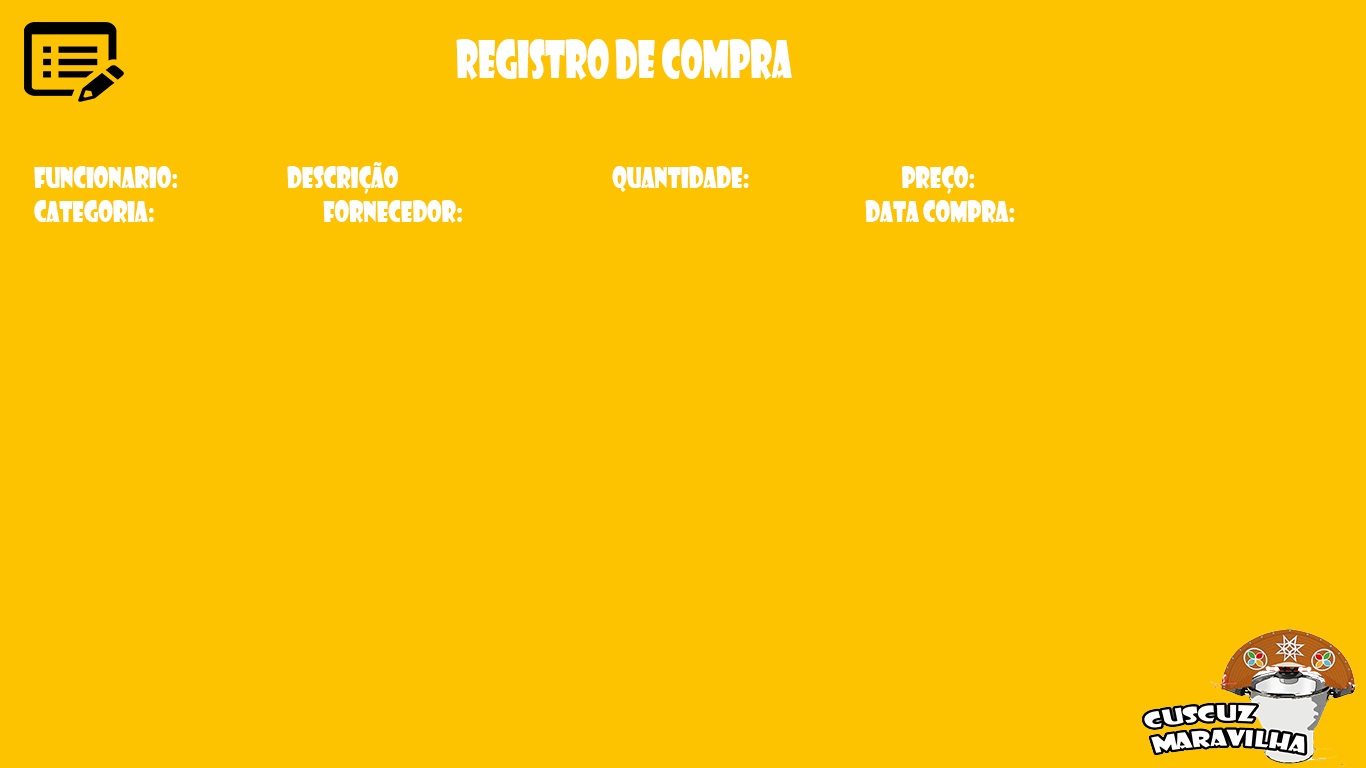 REGISTRO DE COMPRA
FUNCIONARIO: DESCRIÇÃO QUANTIDADE: PREÇO:
CATEGORIA: FORNECEDOR: DATA COMPRA:
CUSCUZ
MARAVILHA